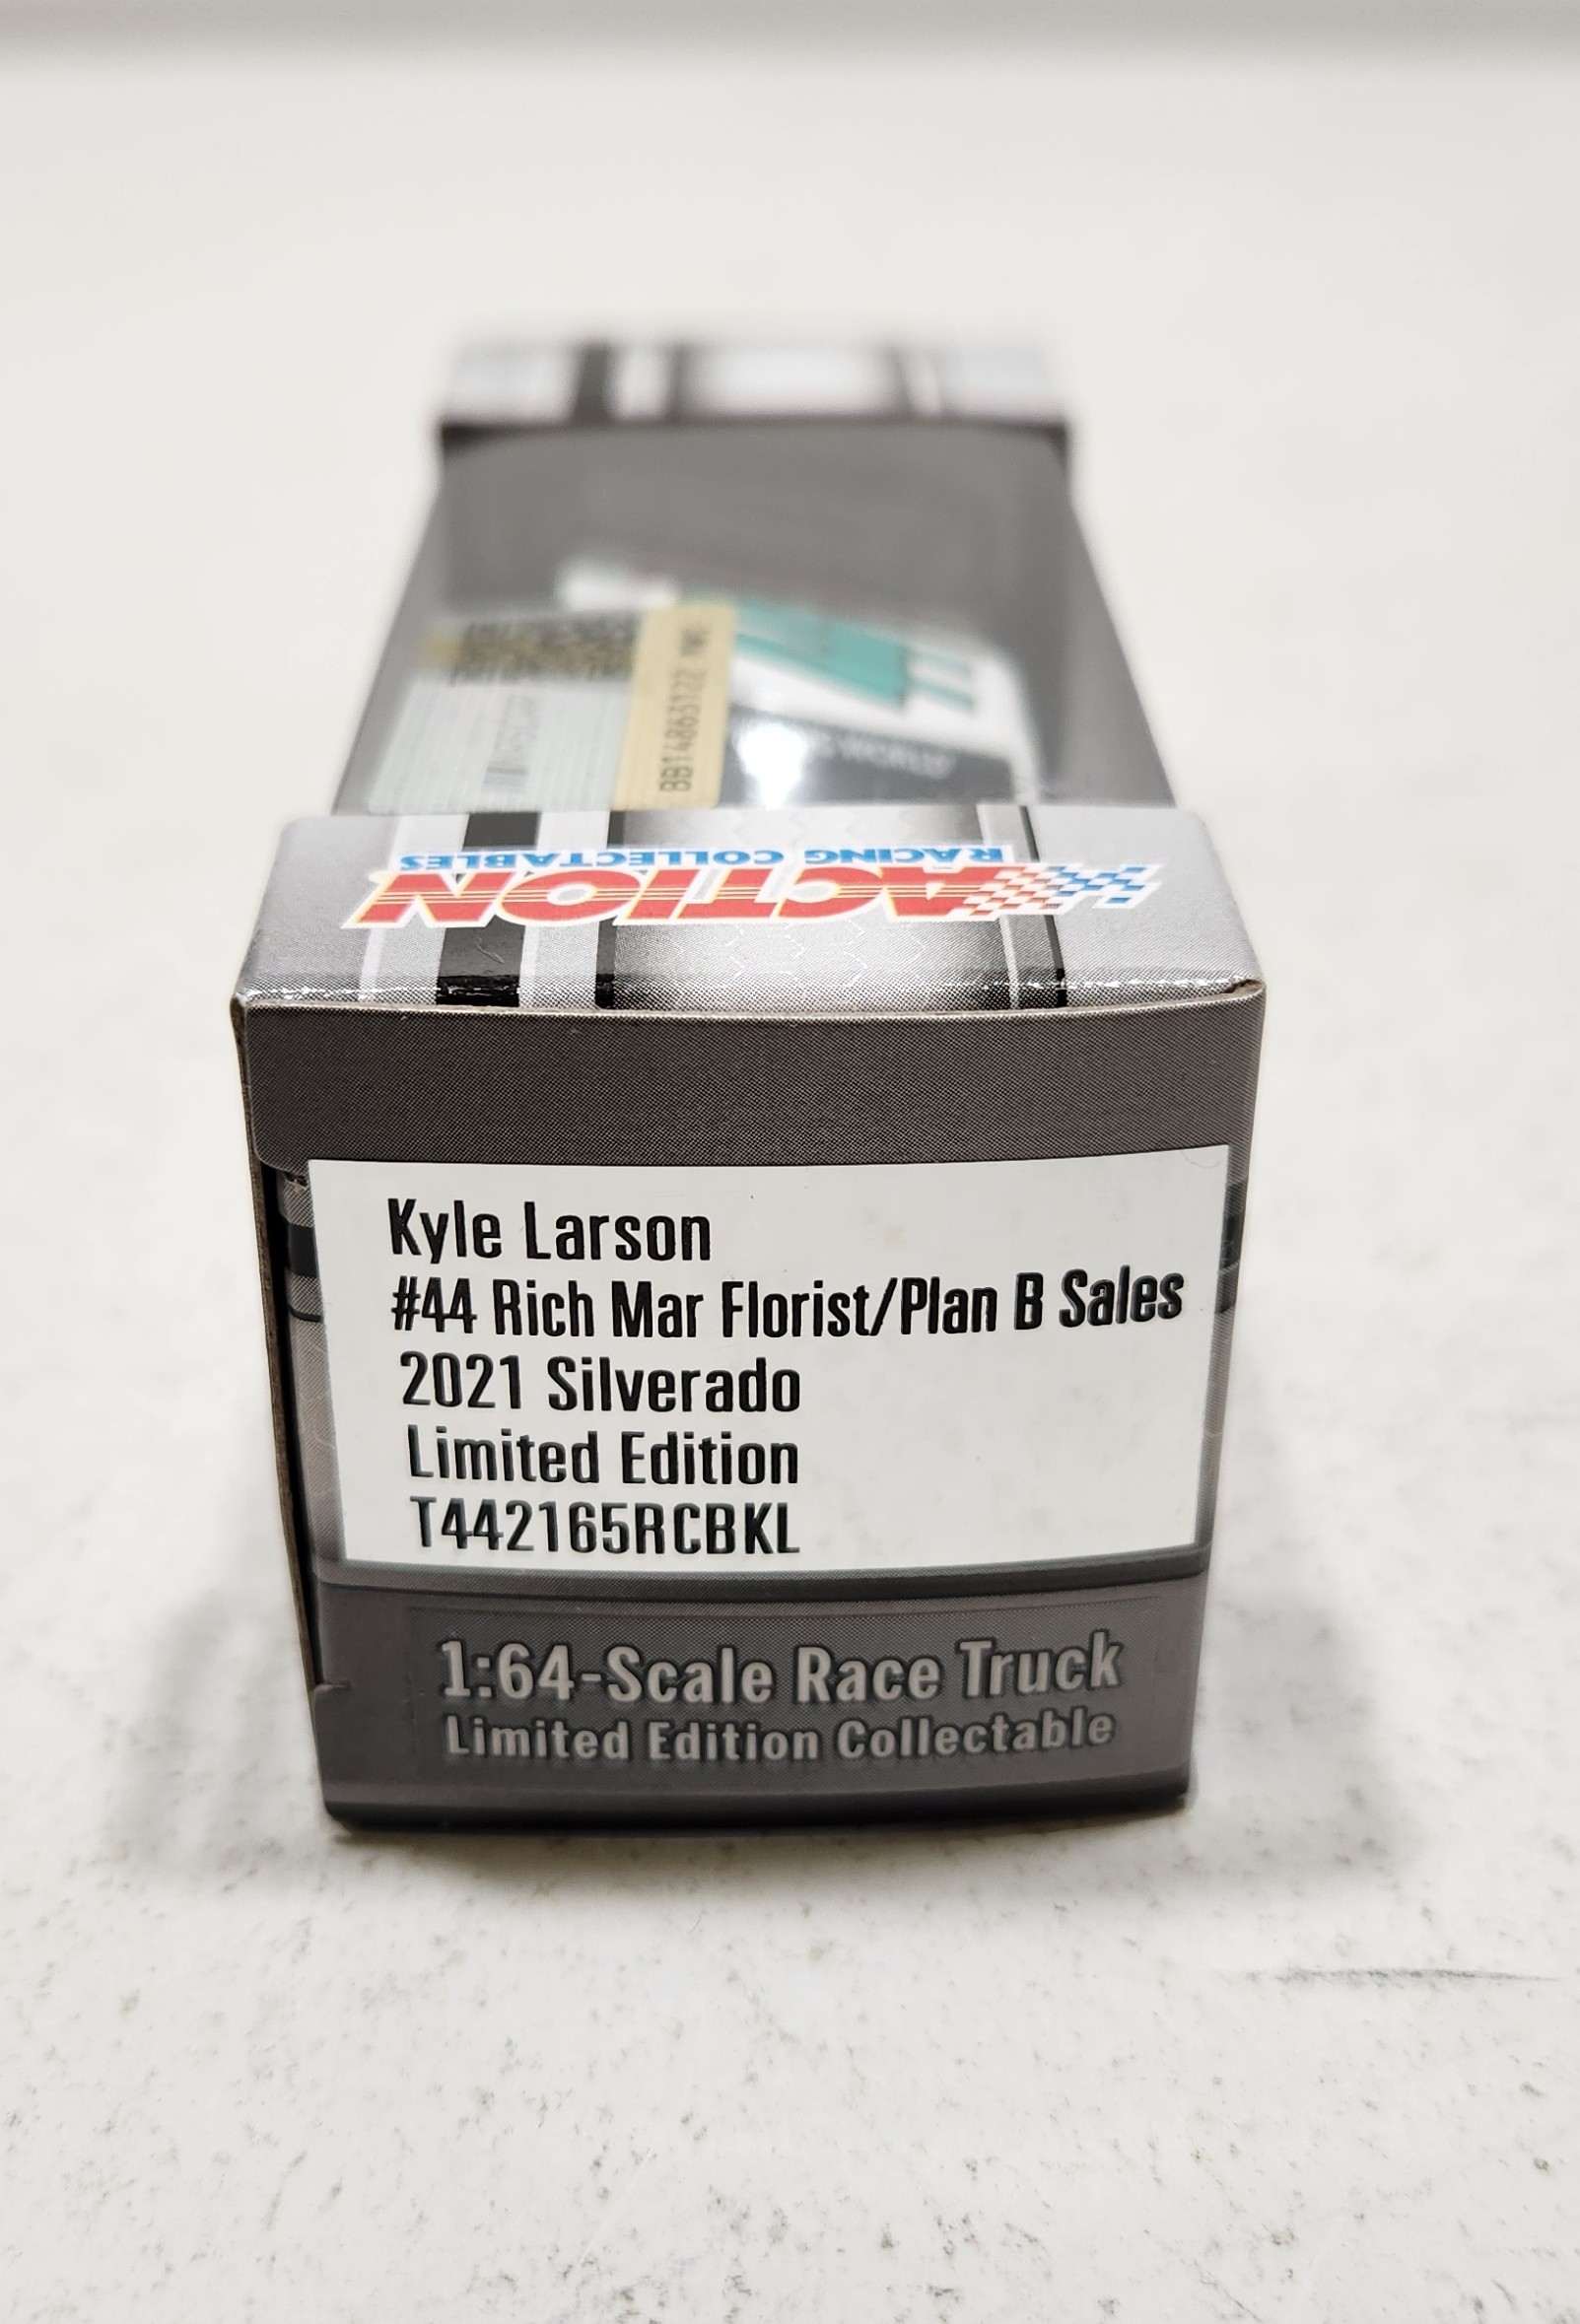 BB14863122
RACING COLLECTABLES
ACTION
Kyle Larson
#44 Rich Mar Florist/Plan B Sales
2021 Silverado
Limited Edition
T442165RCBKL
1:64-Scale Race Truck
Limited Edition Collectable